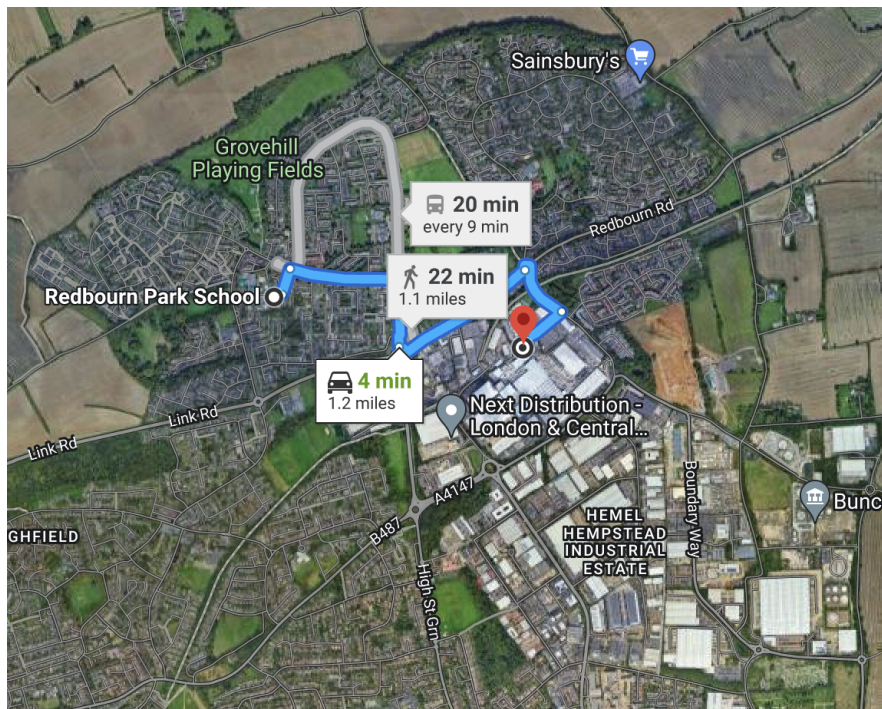 Sainsbury's
Grovehill
Playing Fields
20 min
every 9 min
Redbourn Rd
22 min
1.1 miles
Redbourn Park School
4 min
1.2 miles
Next Distribution -
London & Central...
Link Rd
Link Rd
A4147
Boundary Way
Bunc
HEMEL
HEMPSTEAD
INDUSTRIAL
ESTATE
GHFIELD
B487
High St Grn